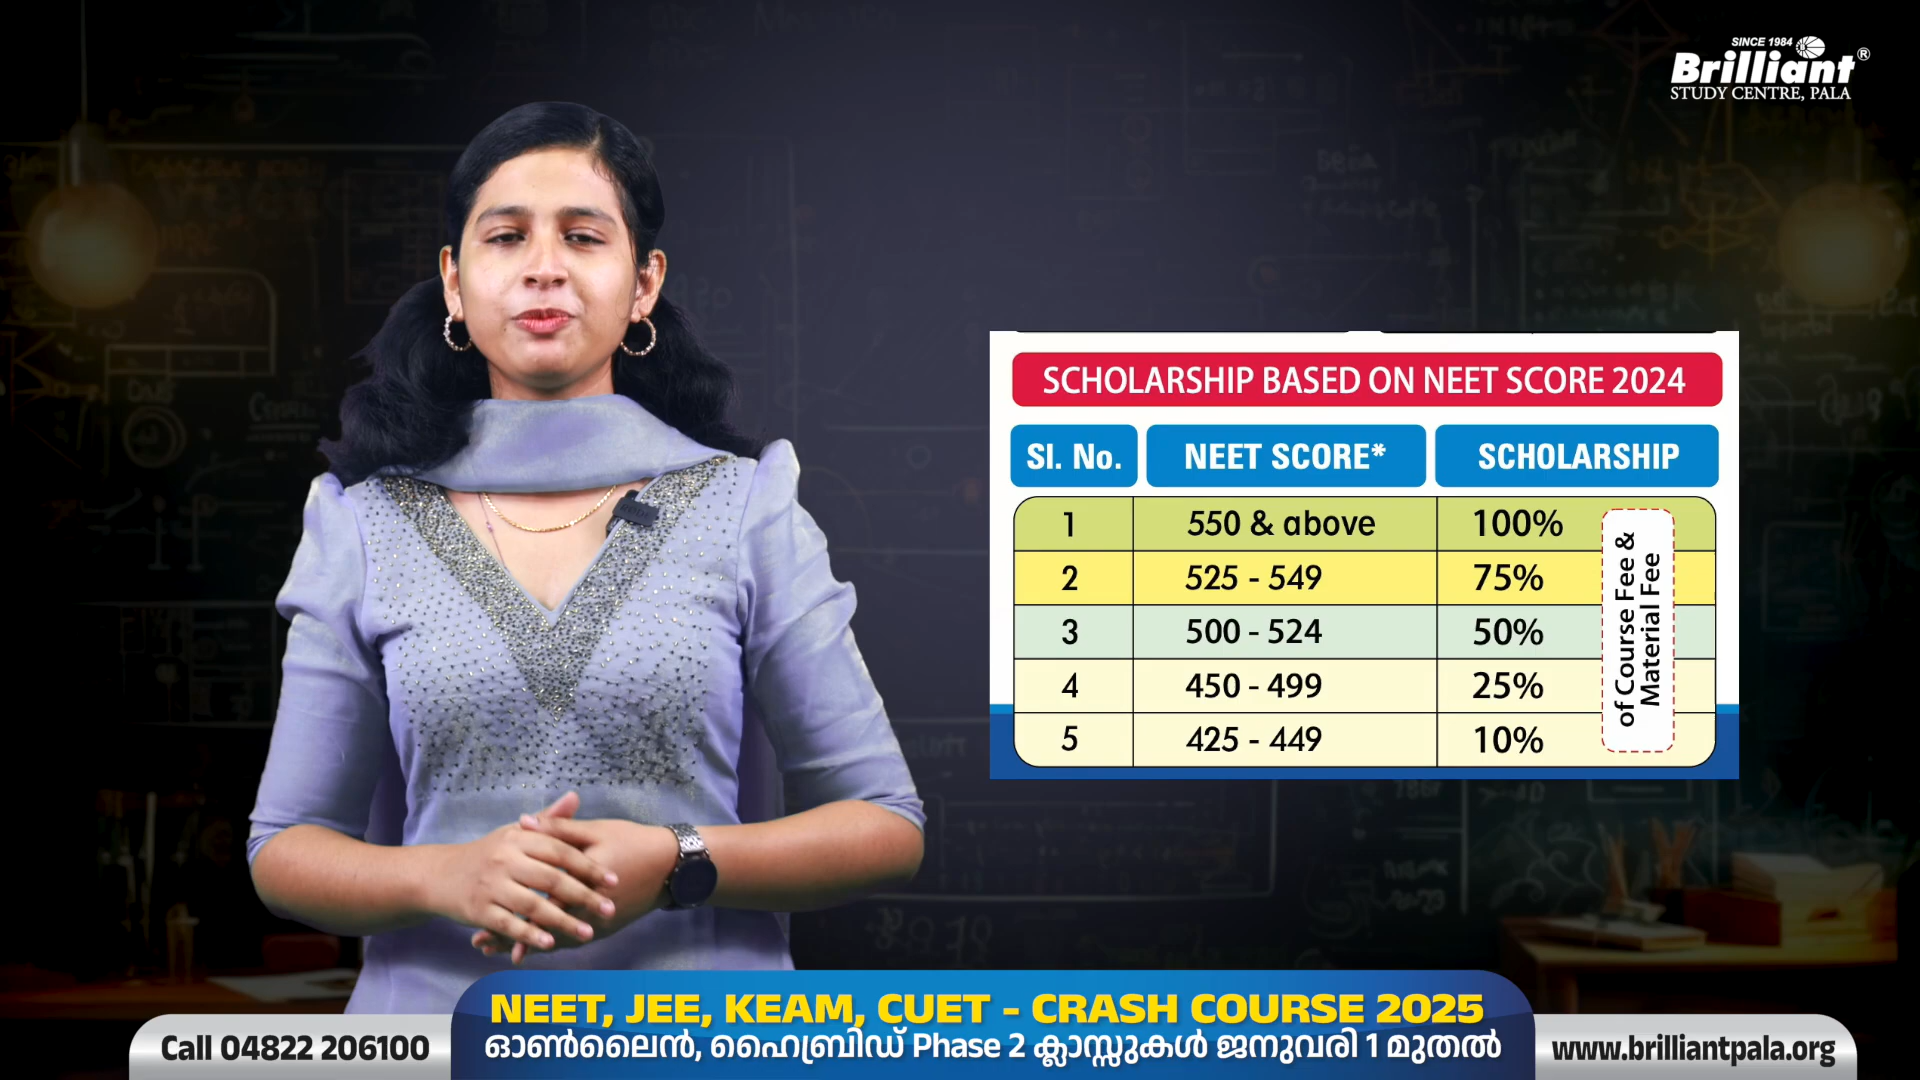 SINCE 1984
Brilliant®
STUDY CENTRE, PALA
SCHOLARSHIP BASED ON NEET SCORE 2024
Sl. No. NEET SCORE* SCHOLARSHIP
1 550 & above 100%
2 525 - 549 75%
3 500 - 524 50%
4 450 - 499 25%
5 425 - 449 10%
of Course Fee &
Material Fee
NEET, JEE, KEAM, CUET - CRASH COURSE 2025
ഓൺലൈൻ, ഹൈബ്രിഡ് Phase 2 ക്ലാസ്സുകൾ ജനുവരി 1 മുതൽ
Call 04822 206100
www.brilliantpala.org